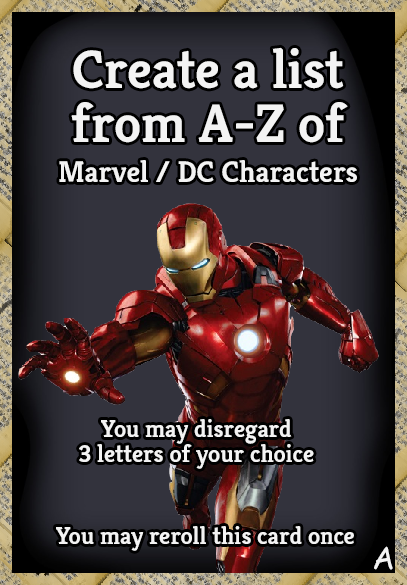 Create a list
from A-Z of
Marvel / DC Characters
You may disregard
3 letters of your choice
You may reroll this card once
A